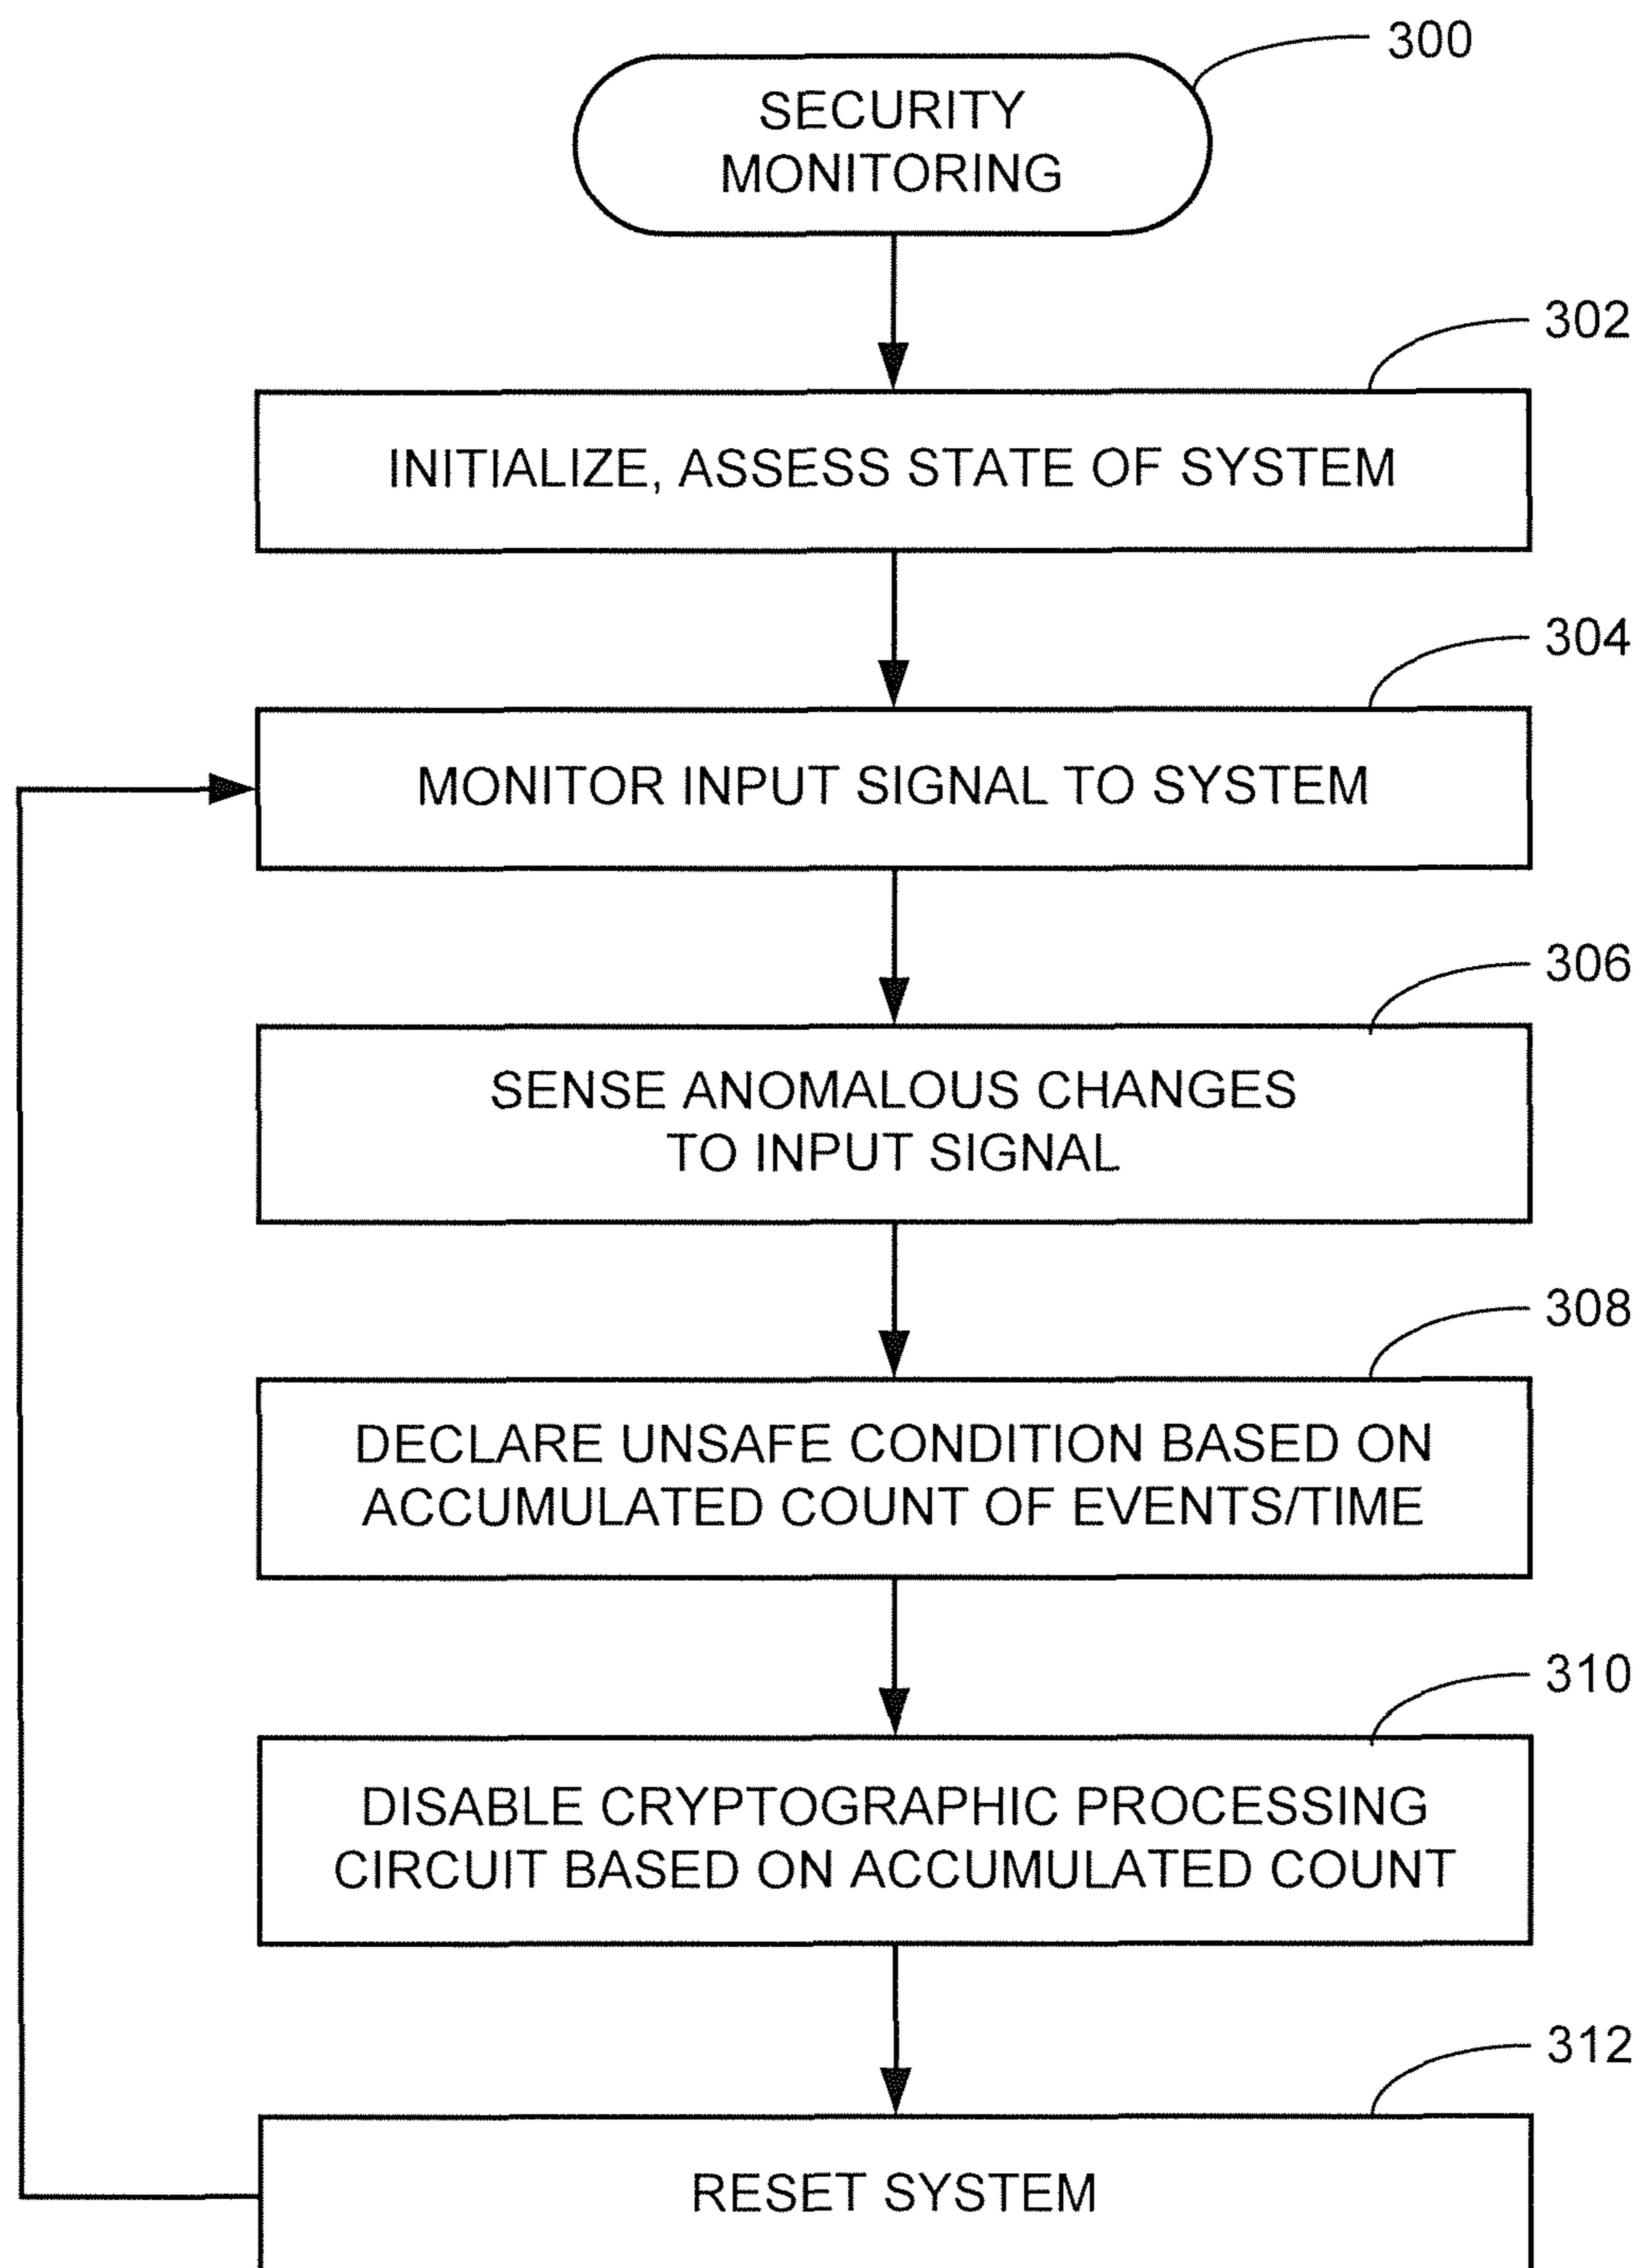 300
SECURITY
MONITORING
302
INITIALIZE, ASSESS STATE OF SYSTEM
304
MONITOR INPUT SIGNAL TO SYSTEM
306
SENSE ANOMALOUS CHANGES
TO INPUT SIGNAL
308
DECLARE UNSAFE CONDITION BASED ON
ACCUMULATED COUNT OF EVENTS/TIME
310
DISABLE CRYPTOGRAPHIC PROCESSING
CIRCUIT BASED ON ACCUMULATED COUNT
312
RESET SYSTEM